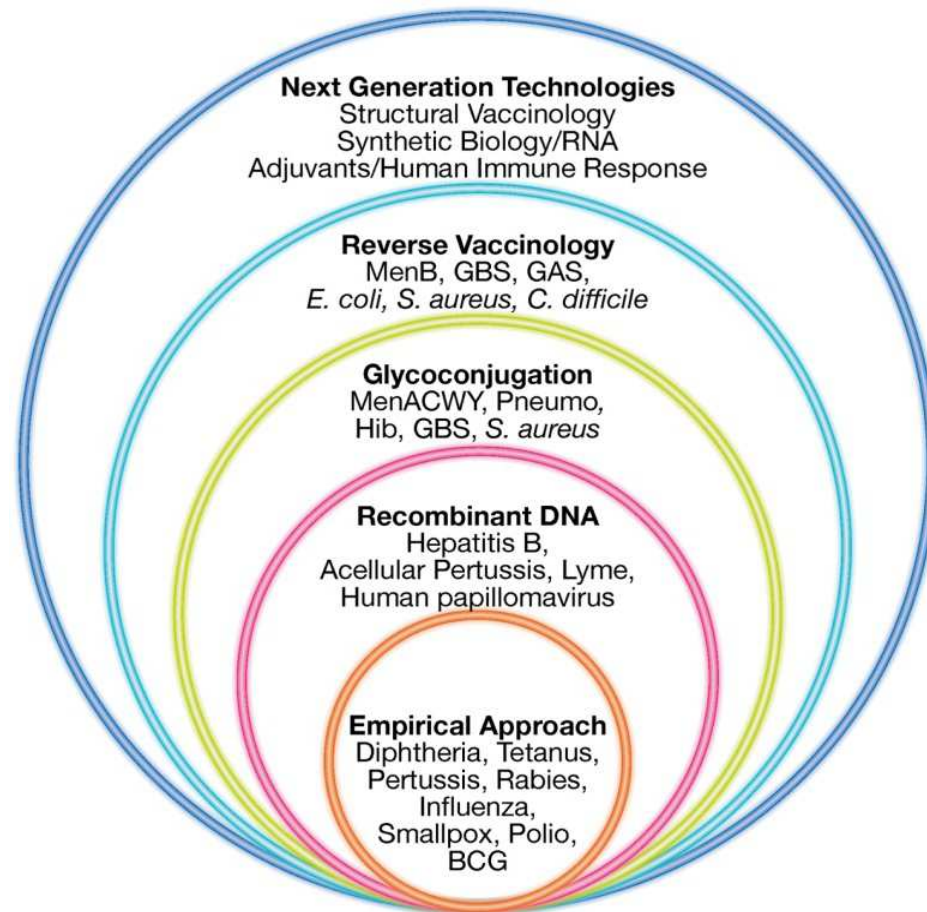 Next Generation Technologies
Structural Vaccinology
Synthetic Biology/RNA
Adjuvants/Human Immune Response
Reverse Vaccinology
MenB, GBS, GAS,
E. coli, S. aureus, C. difficile
Glycoconjugation
MenACWY, Pneumo,
Hib, GBS, S. aureus
Recombinant DNA
Hepatitis B,
Acellular Pertussis, Lyme,
Human papillomavirus
Empirical Approach
Diphtheria, Tetanus,
Pertussis, Rabies,
Influenza,
Smallpox, Polio,
BCG